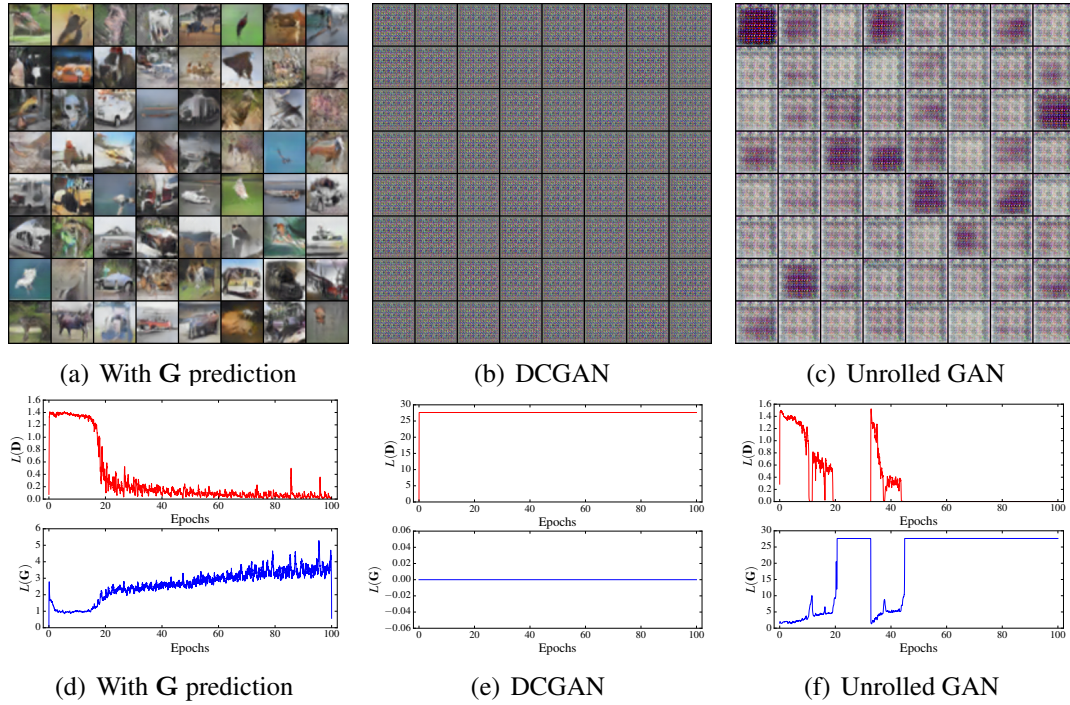 (a) With G prediction
(b) DCGAN
(c) Unrolled GAN
L(D)
1.6
1.4
1.2
1.0
0.8
0.6
0.4
0.2
0.0
0 20 40 60 80 100
Epochs
L(D)
30
25
20
15
10
5
0
0 20 40 60 80 100
Epochs
L(D)
1.6
1.4
1.2
1.0
0.8
0.6
0.4
0.2
0.0
0 20 40 60 80 100
Epochs
L(G)
6
5
4
3
2
1
0
0 20 40 60 80 100
Epochs
L(G)
0.06
0.04
0.02
0.00
−0.02
−0.04
−0.06
0 20 40 60 80 100
Epochs
L(G)
30
25
20
15
10
5
0
0 20 40 60 80 100
Epochs
(d) With G prediction
(e) DCGAN
(f) Unrolled GAN